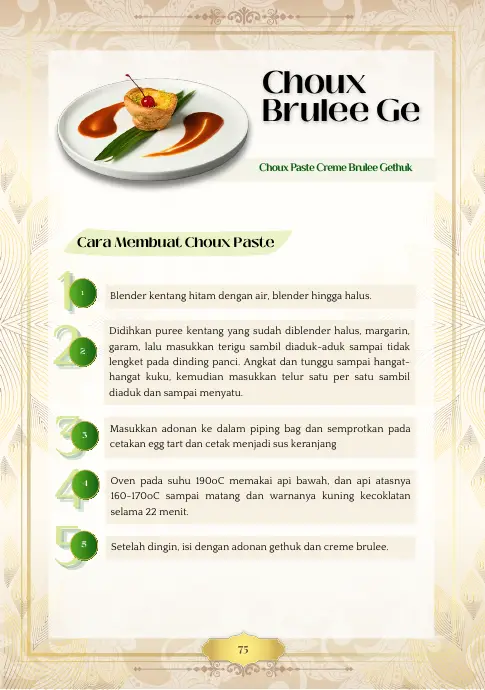 Choux
Brulee Ge
Choux Paste Creme Brulee Gethuk
Cara Membuat Choux Paste
1
1
Blender kentang hitam dengan air, blender hingga halus.
2
2
Didihkan puree kentang yang sudah diblender halus, margarin,
garam, lalu masukkan terigu sambil diaduk-aduk sampai tidak
lengket pada dinding panci. Angkat dan tunggu sampai hangat-
hangat kuku, kemudian masukkan telur satu per satu sambil
diaduk dan sampai menyatu.
3
3
Masukkan adonan ke dalam piping bag dan semprotkan pada
cetakan egg tart dan cetak menjadi sus keranjang
4
4
Oven pada suhu 190oC memakai api bawah, dan api atasnya
160-170oC sampai matang dan warnanya kuning kecoklatan
selama 22 menit.
5
5
Setelah dingin, isi dengan adonan gethuk dan creme brulee.
75